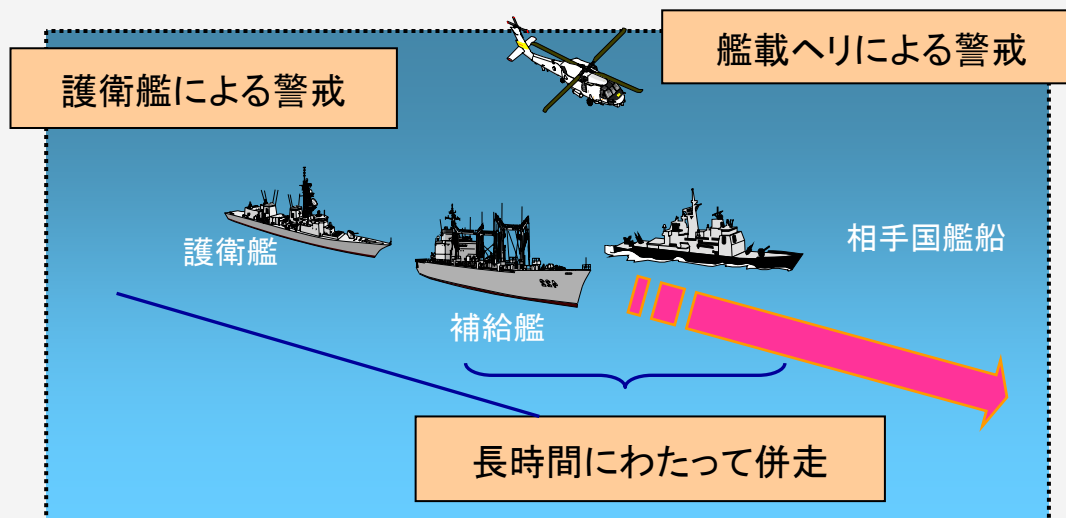 艦載ヘリによる警戒
護衛艦による警戒
護衛艦
相手国艦船
補給艦
長時間にわたって併走